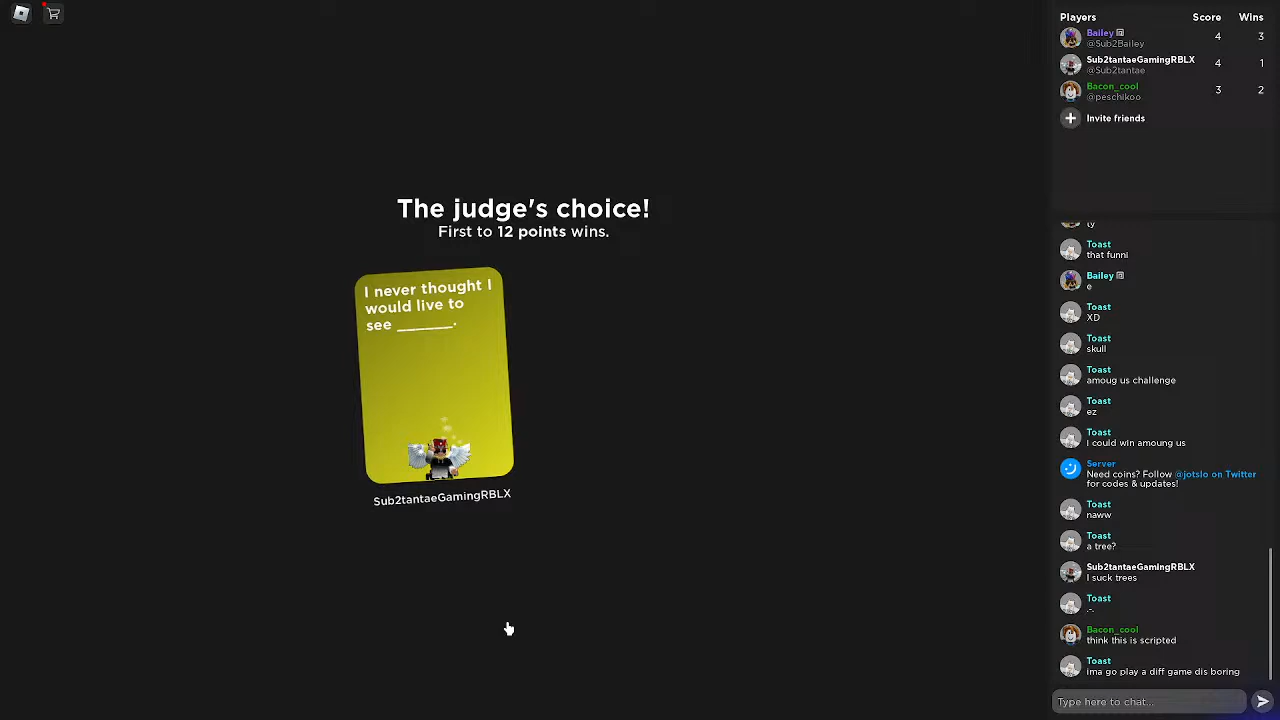 The judge's choice!
First to 12 points wins.
I never thought I
would live to
see _______.
Sub2tantaeGamingRBLX
Players Score Wins
Bailey
@Sub2Bailey
4 3
Sub2tantaeGamingRBLX
@Sub2tantae
4 1
Bacon_cool
@peschikoo
3 2
Invite friends
ty
Toast
that funni
Bailey
e
Toast
XD
Toast
skull
Toast
amoug us challenge
Toast
ez
Toast
I could win amoung us
Server
Need coins? Follow @jotslo on Twitter
for codes & updates!
Toast
naww
Toast
a tree?
Sub2tantaeGamingRBLX
I suck trees
Toast
.-.
Bacon_cool
think this is scripted
Toast
ima go play a diff game dis boring
Type here to chat...